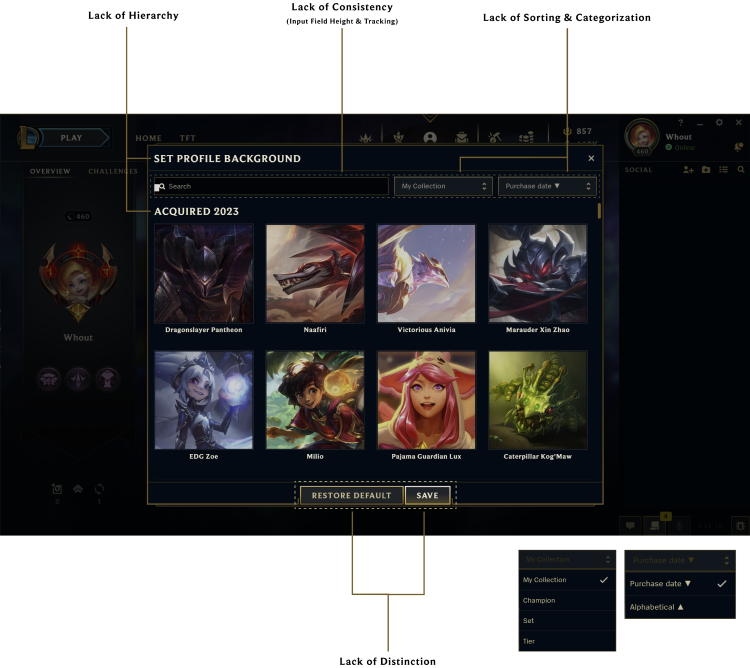 Lack of Hierarchy
Lack of Consistency
(Input Field Height & Tracking)
Lack of Sorting & Categorization
PLAY
HOME
TFT
857
?
460
Whout
Online
OVERVIEW
CHALLENGES
SOCIAL
SET PROFILE BACKGROUND
×
Search
My Collection
Purchase date ▼
ACQUIRED 2023
460
Whout
Dragonslayer Pantheon
Naafiri
Victorious Anivia
Marauder Xin Zhao
EDG Zoe
Milio
Pajama Guardian Lux
Caterpillar Kog'Maw
RESTORE DEFAULT
SAVE
4
My Collection
My Collection
Champion
Set
Tier
Purchase date ▼
Purchase date ▼
Alphabetical ▲
Lack of Distinction